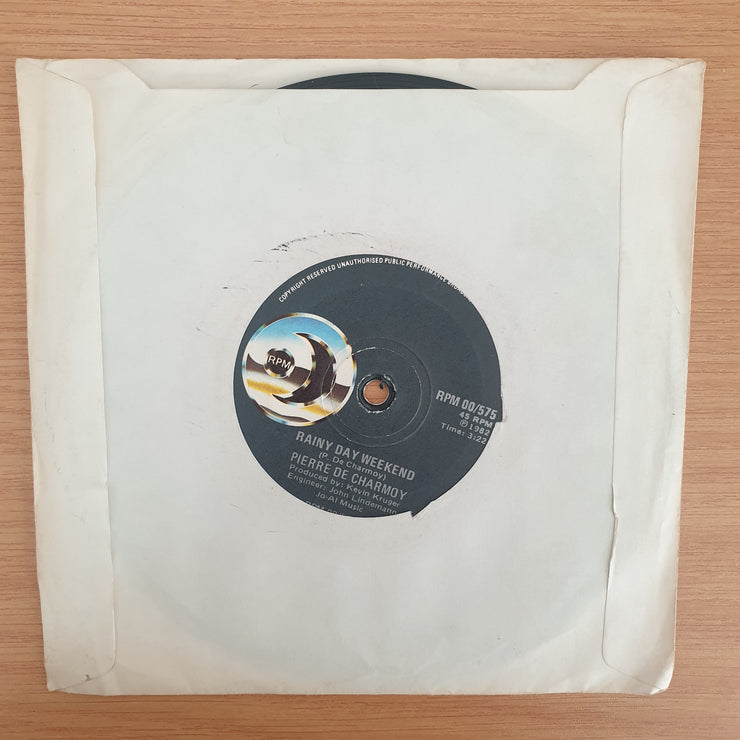 COPYRIGHT RESERVED UNAUTHORISED PUBLIC PERFORMANCE
RPM
RPM 00/575
45 RPM
℗1982
Time: 3:22
RAINY DAY WEEKEND
(P. De Charmoy)
PIERRE DE CHARMOY
Produced by: Kevin Kruger
Engineer: John Lindemann
Jo-Al Music